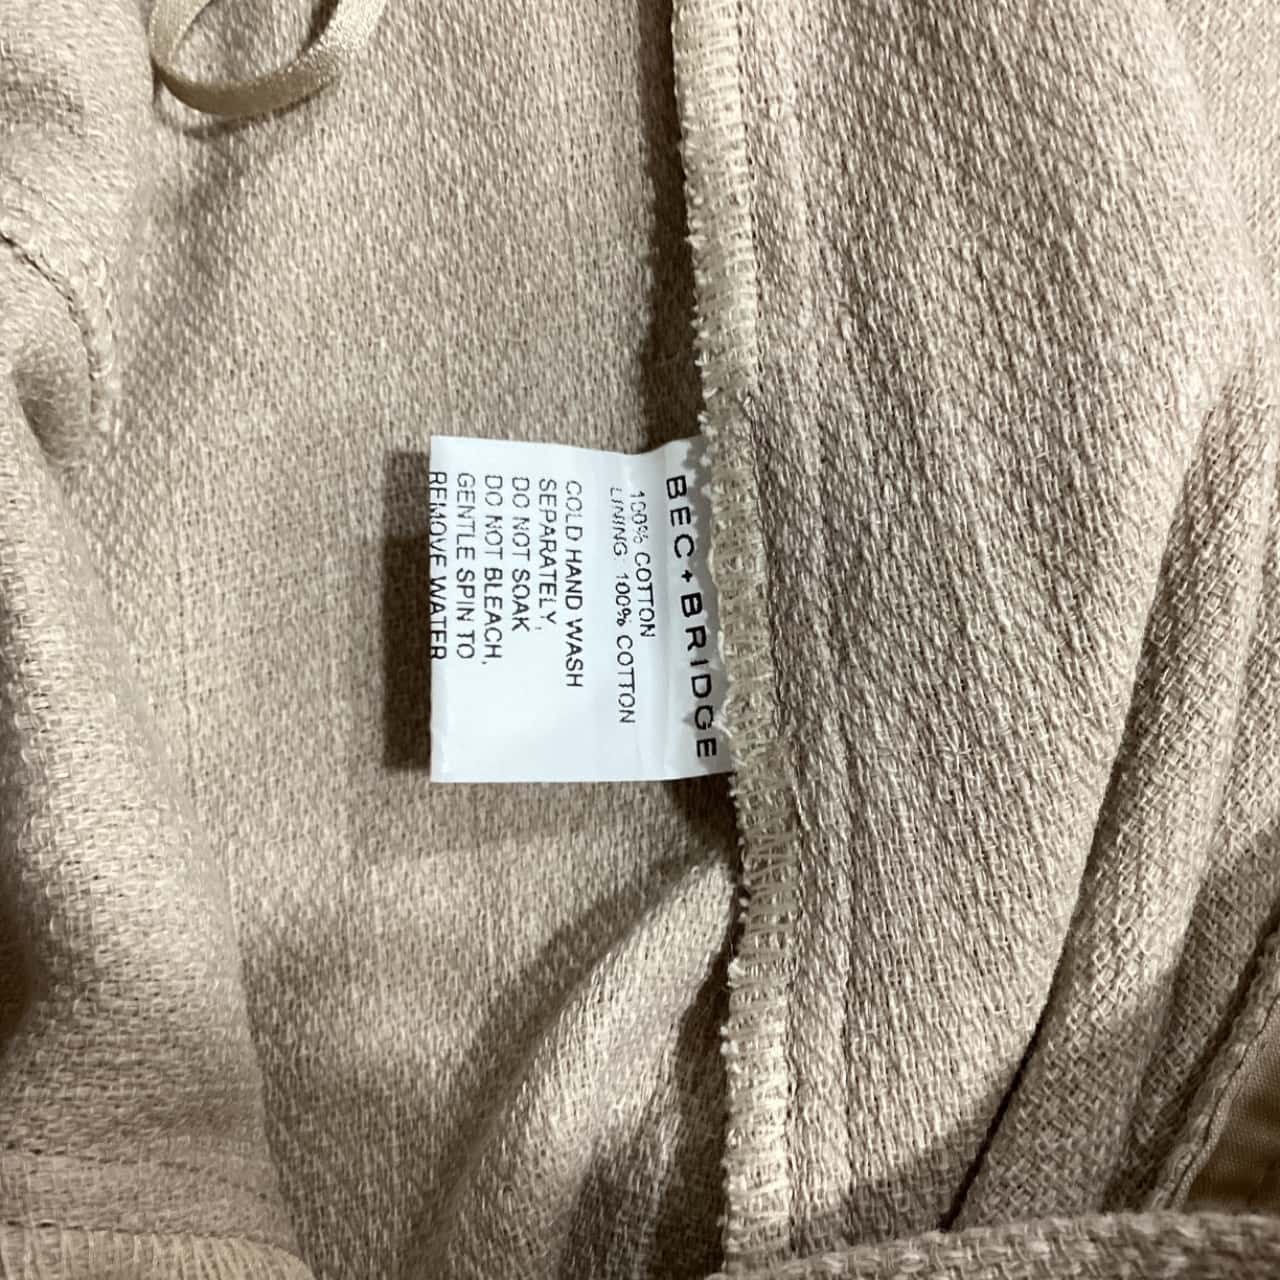 BEC+BRIDGE
100% COTTON
LINING: 100% COTTON
COLD HAND WASH
SEPARATELY,
DO NOT SOAK
DO NOT BLEACH,
GENTLE SPIN TO
REMOVE WATER